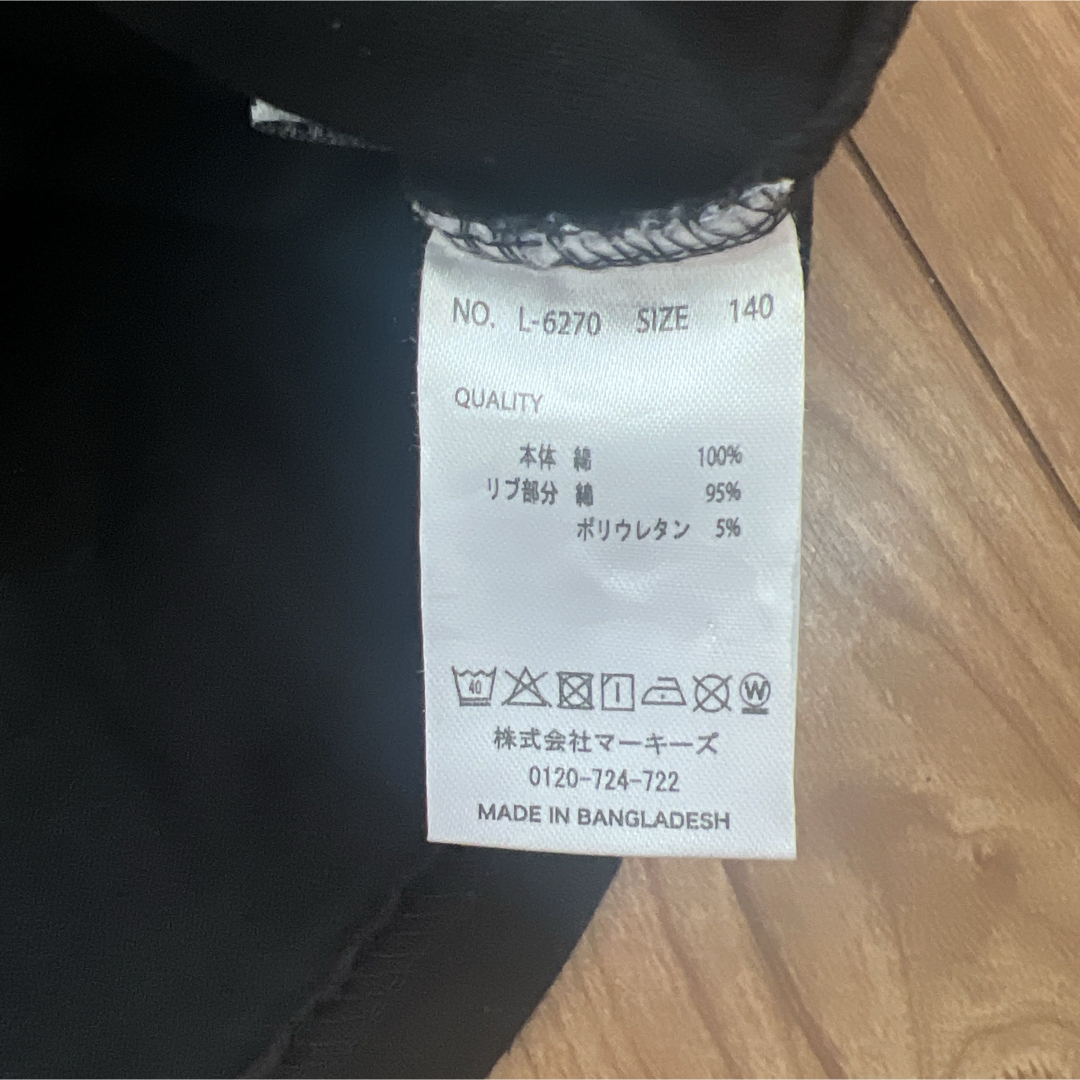 NO. L-6270 SIZE 140
QUALITY
本体 綿 100%
リブ部分 綿 95%
ポリウレタン 5%
40 W
株式会社マーキーズ
0120-724-722
MADE IN BANGLADESH